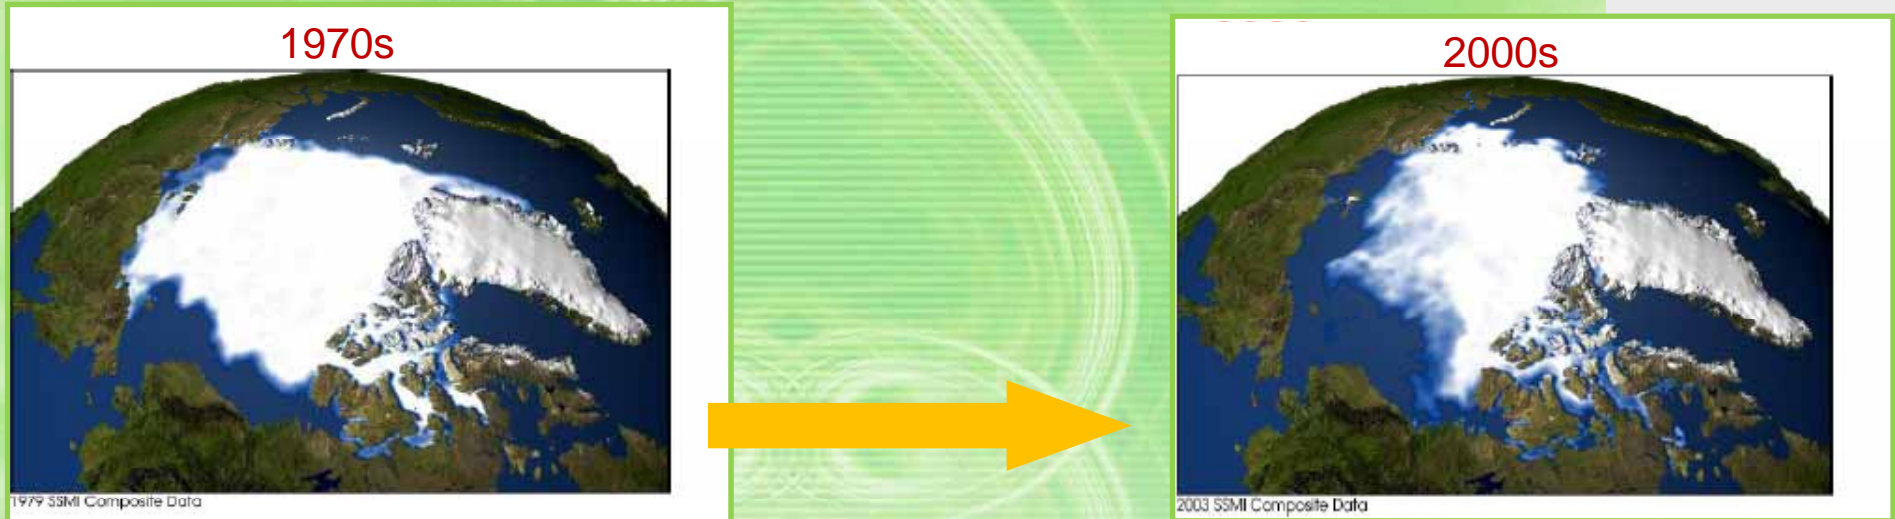 1970s
1979 SSMI Composite Data
2000s
2003 SSMI Composite Data